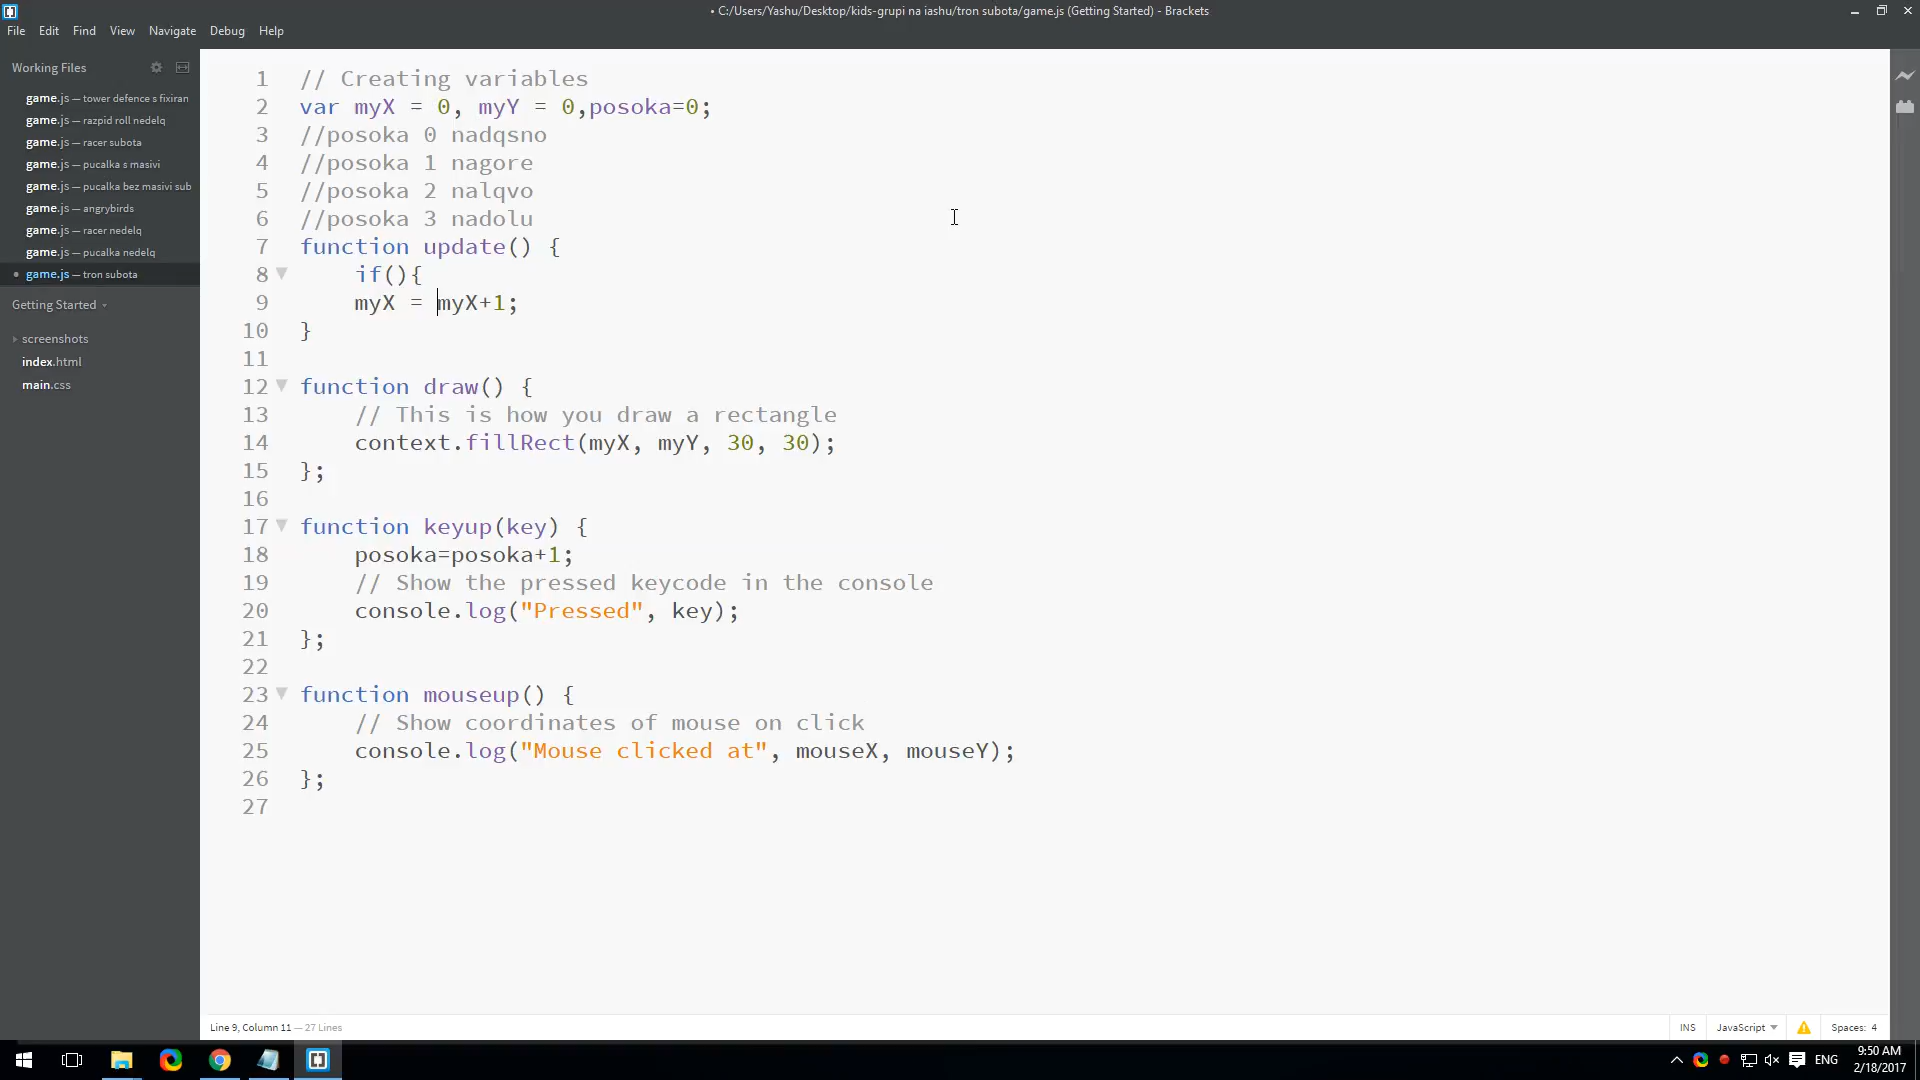 • C:/Users/Yashu/Desktop/kids-grupi na iashu/tron subota/game.js (Getting Started) - Brackets
File Edit Find View Navigate Debug Help
Working Files
game.js — tower defence s fixiran
game.js — razpid roll nedelq
game.js — racer subota
game.js — pucalka s masivi
game.js — pucalka bez masivi sub
game.js — angrybirds
game.js — racer nedelq
game.js — pucalka nedelq
game.js — tron subota
Getting Started
screenshots
index.html
main.css
1 // Creating variables
2 var myX = 0, myY = 0,posoka=0;
3 //posoka 0 nadqsno
4 //posoka 1 nagore
5 //posoka 2 nalqvo
6 //posoka 3 nadolu
7 function update() {
8 if(){
9 myX = myX+1;
10 }
11
12 function draw() {
13 // This is how you draw a rectangle
14 context.fillRect(myX, myY, 30, 30);
15 };
16
17 function keyup(key) {
18 posoka=posoka+1;
19 // Show the pressed keycode in the console
20 console.log("Pressed", key);
21 };
22
23 function mouseup() {
24 // Show coordinates of mouse on click
25 console.log("Mouse clicked at", mouseX, mouseY);
26 };
27
Line 9, Column 11 — 27 Lines
INS JavaScript Spaces: 4
ENG
9:50 AM
2/18/2017